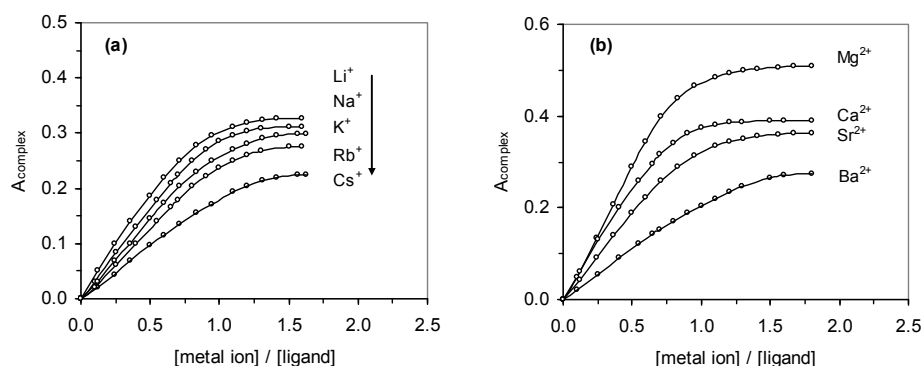 (a)
A complex
0.5
0.4
0.3
0.2
0.1
0.0
Li⁺
Na⁺
K⁺
Rb⁺
Cs⁺
0.0 0.5 1.0 1.5 2.0 2.5
[metal ion] / [ligand]
(b)
A complex
0.6
0.4
0.2
0.0
Mg²⁺
Ca²⁺
Sr²⁺
Ba²⁺
0.0 0.5 1.0 1.5 2.0 2.5
[metal ion] / [ligand]